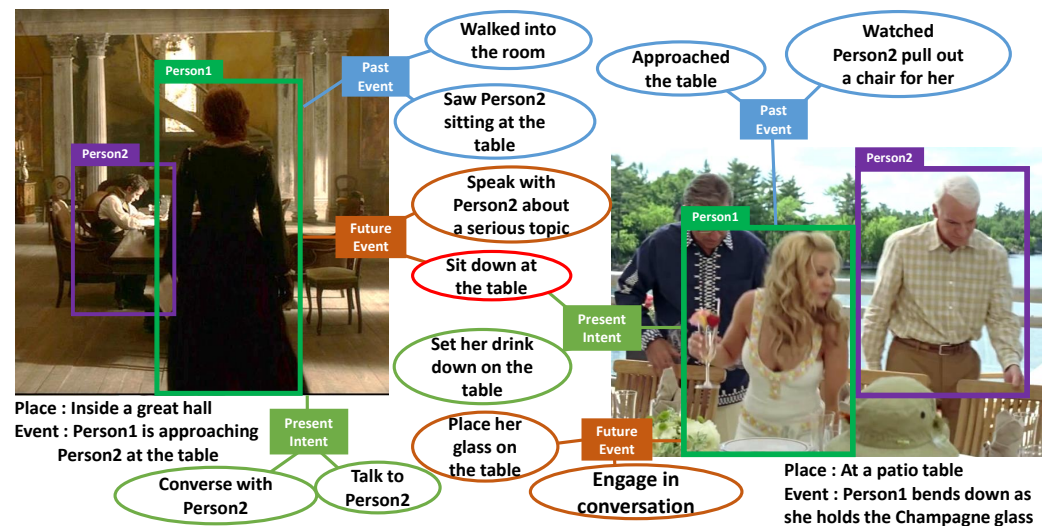 Person1
Person2
Past
Event
Walked into
the room
Saw Person2
sitting at the
table
Future
Event
Speak with
Person2 about
a serious topic
Sit down at
the table
Present
Intent
Converse with
Person2
Talk to
Person2
Place : Inside a great hall
Event : Person1 is approaching
Person2 at the table
Approached
the table
Watched
Person2 pull out
a chair for her
Past
Event
Person1
Person2
Present
Intent
Set her drink
down on the
table
Place her
glass on
the table
Future
Event
Engage in
conversation
Place : At a patio table
Event : Person1 bends down as
she holds the Champagne glass